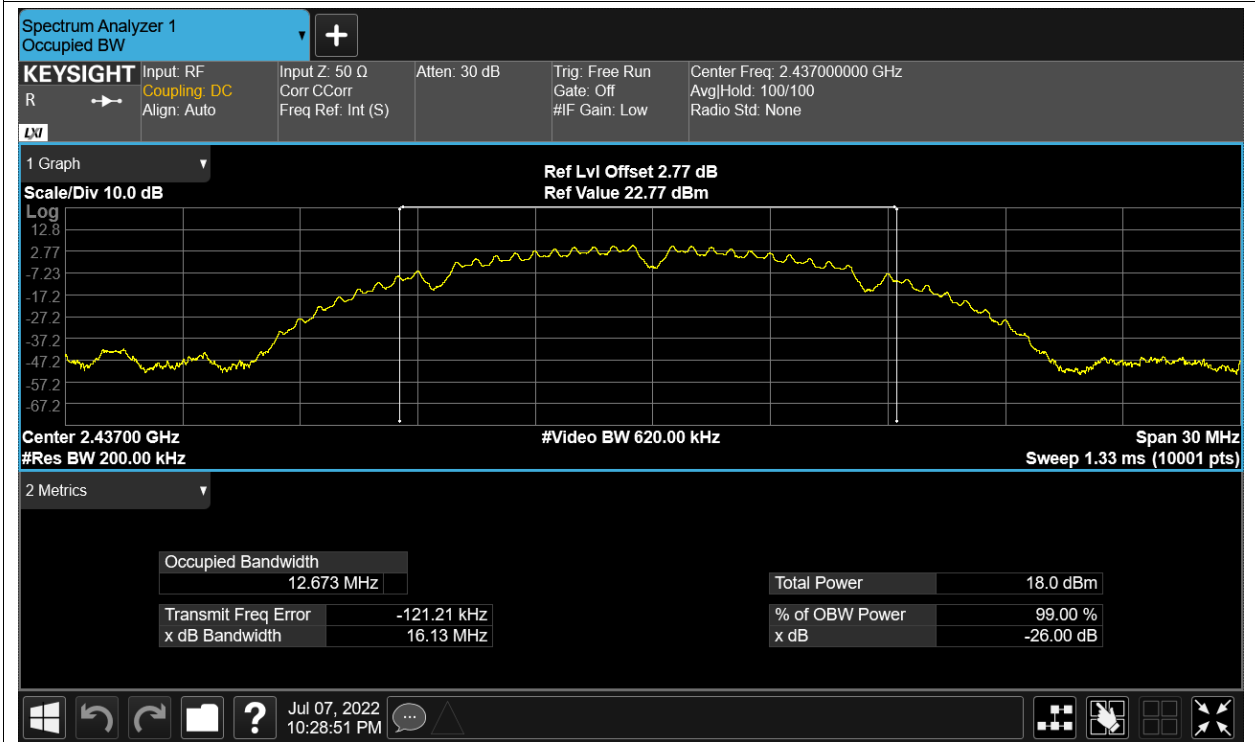 Spectrum Analyzer 1
Occupied BW
KEYSIGHT Input: RF Input Z: 50 Ω Atten: 30 dB Trig: Free Run Center Freq: 2.437000000 GHz
R Coupling: DC Corr CCorr Gate: Off Avg|Hold: 100/100
Align: Auto Freq Ref: Int (S) #IF Gain: Low Radio Std: None
LXI
1 Graph
Ref Lvl Offset 2.77 dB
Scale/Div 10.0 dB Ref Value 22.77 dBm
Log
12.8
2.77
-7.23
-17.2
-27.2
-37.2
-47.2
-57.2
-67.2
Center 2.43700 GHz #Video BW 620.00 kHz Span 30 MHz
#Res BW 200.00 kHz Sweep 1.33 ms (10001 pts)
2 Metrics
Occupied Bandwidth
12.673 MHz Total Power 18.0 dBm
Transmit Freq Error -121.21 kHz % of OBW Power 99.00 %
x dB Bandwidth 16.13 MHz x dB -26.00 dB
? Jul 07, 2022
10:28:51 PM